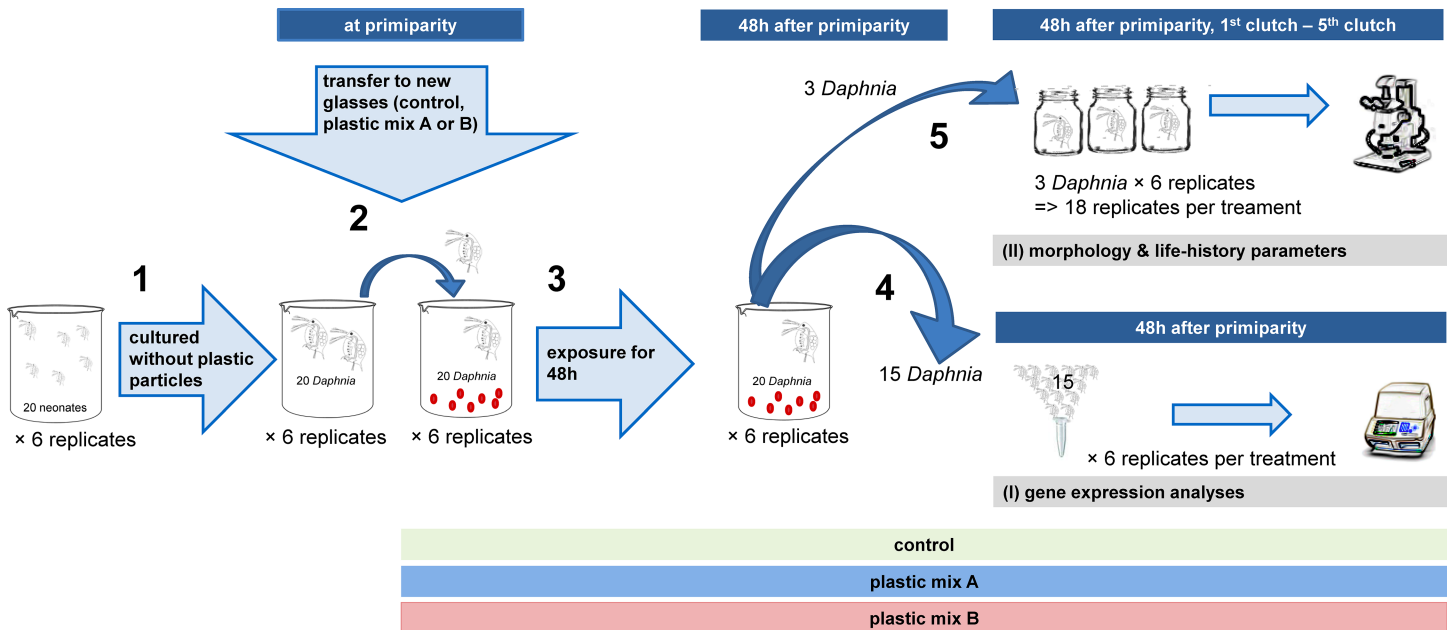 at primiparity
48h after primiparity
48h after primiparity, 1st clutch – 5th clutch
transfer to new
glasses (control,
plastic mix A or B)
3 Daphnia
5
3 Daphnia × 6 replicates
=> 18 replicates per treament
(II) morphology & life-history parameters
2
1
3
4
cultured
without plastic
particles
20 neonates
× 6 replicates
20 Daphnia
× 6 replicates
20 Daphnia
× 6 replicates
exposure for
48h
20 Daphnia
× 6 replicates
15 Daphnia
48h after primiparity
15
× 6 replicates per treatment
(I) gene expression analyses
control
plastic mix A
plastic mix B